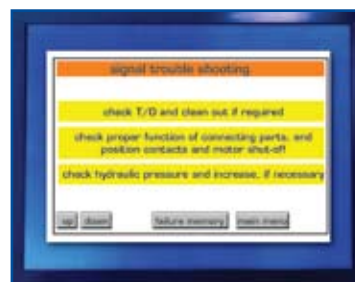 signal trouble shooting
check T/O and clean out if required
check proper function of connecting parts, end
position contacts and motor shut-off!
check hydraulic pressure and increase, if necessary
up down failure memory main menu